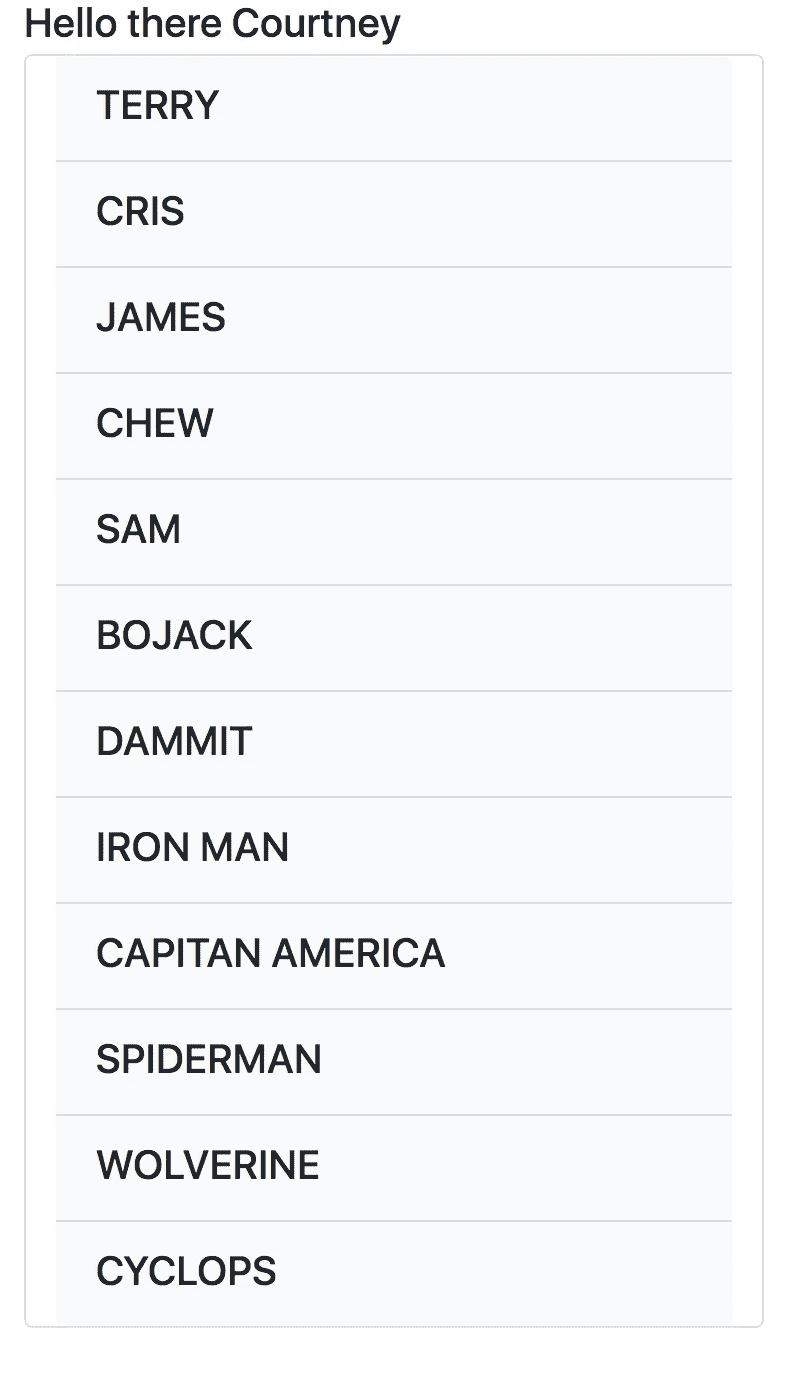 Hello there Courtney
TERRY
CRIS
JAMES
CHEW
SAM
BOJACK
DAMMIT
IRON MAN
CAPITAN AMERICA
SPIDERMAN
WOLVERINE
CYCLOPS